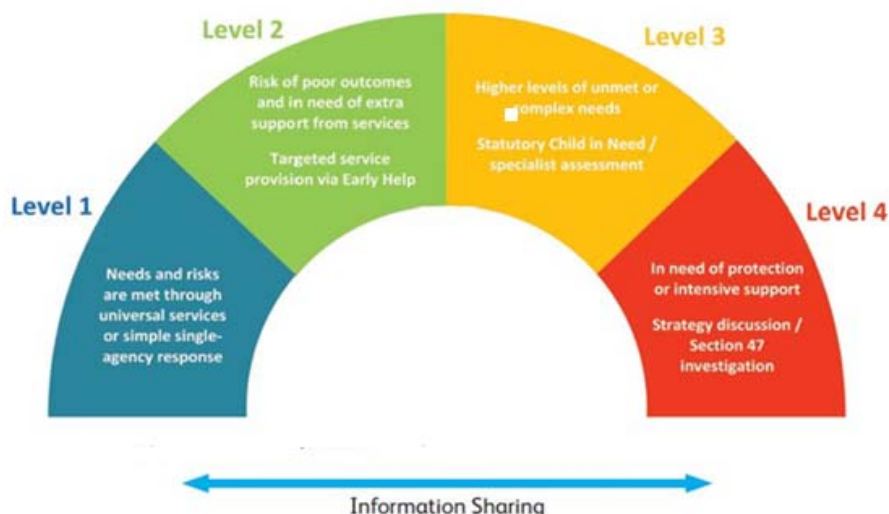 Level 1
Needs and risks
are met through
universal services
or simple single-
agency response
Level 2
Risk of poor outcomes
and in need of extra
support from services
Targeted service
provision via Early Help
Level 3
Higher levels of unmet or
complex needs
Statutory Child in Need /
specialist assessment
Level 4
In need of protection
or intensive support
Strategy discussion /
Section 47
investigation
Information Sharing